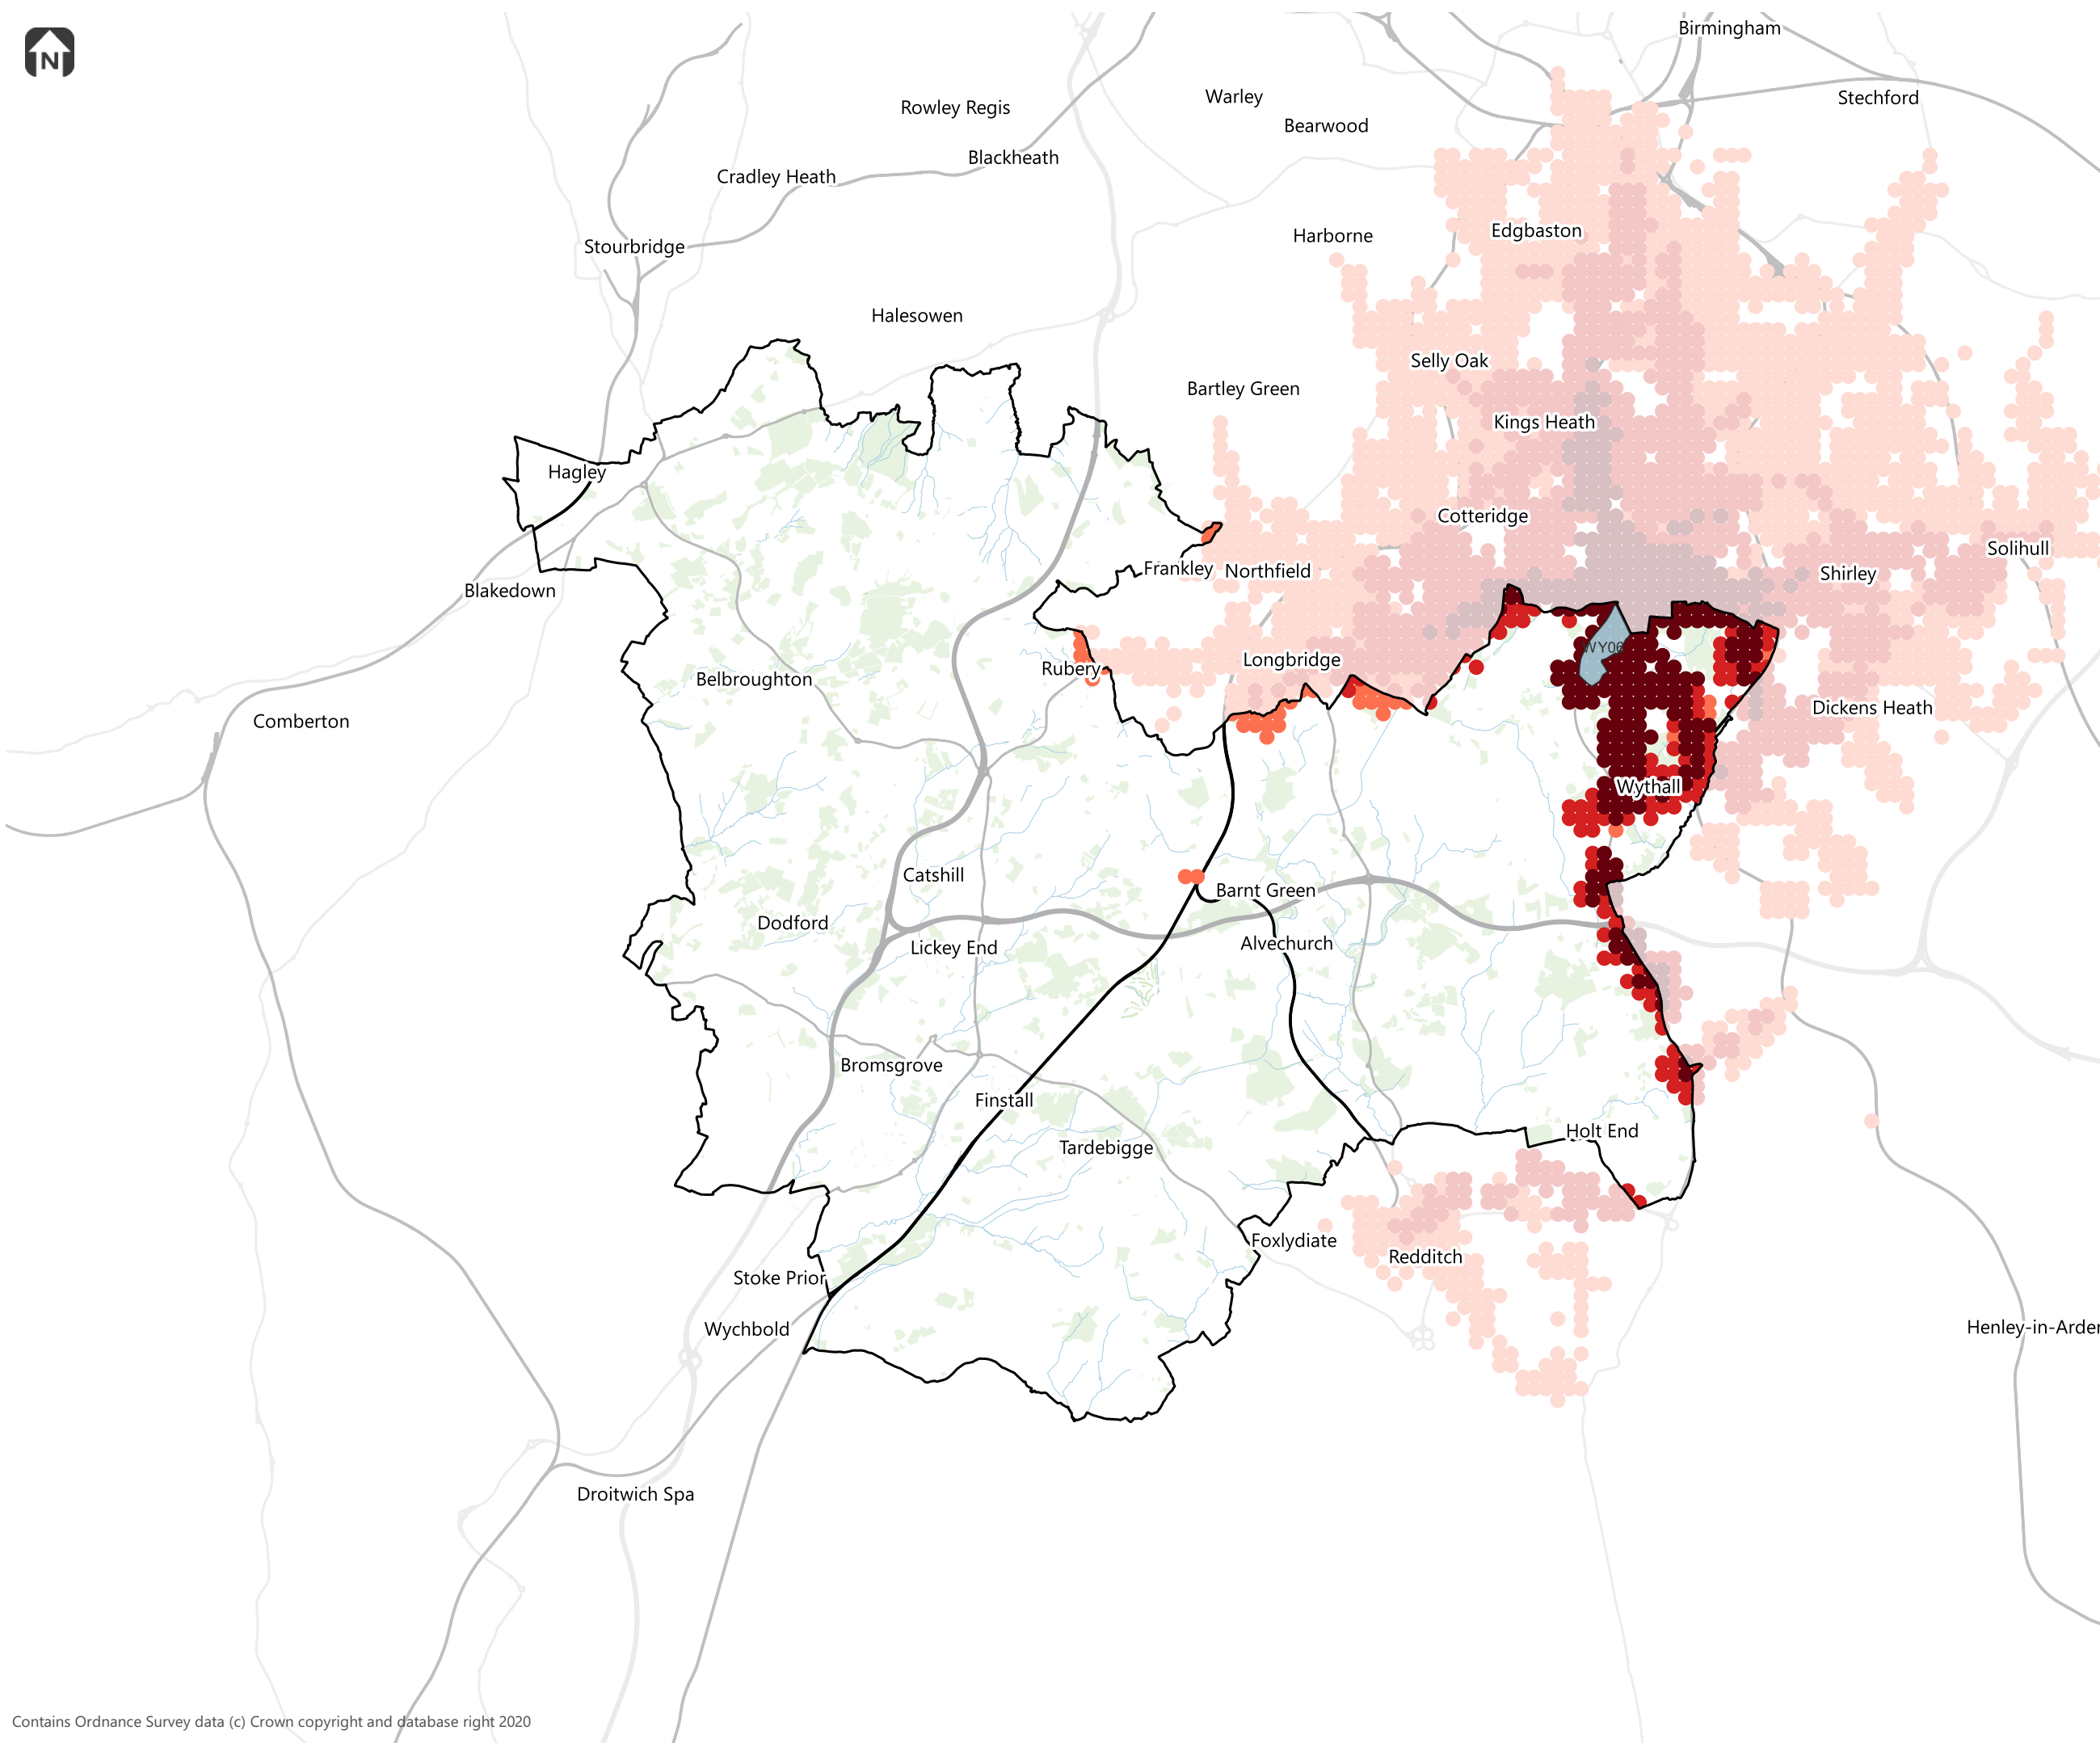 Birmingham
N
Rowley Regis
Warley
Stechford
Bearwood
Blackheath
Cradley Heath
Edgbaston
Harborne
Stourbridge
Halesowen
Selly Oak
Bartley Green
Kings Heath
Hagley
Cotteridge
Solihull
Frankley
Northfield
Shirley
Blakedown
WY06
Longbridge
Rubery
Belbroughton
Dickens Heath
Comberton
Wythall
Catshill
Barnt Green
Dodford
Alvechurch
Lickey End
Bromsgrove
Finstall
Holt End
Tardebigge
Foxlydiate
Redditch
Stoke Prior
Wychbold
Henley-in-Arden
Droitwich Spa
Contains Ordnance Survey data (c) Crown copyright and database right 2020